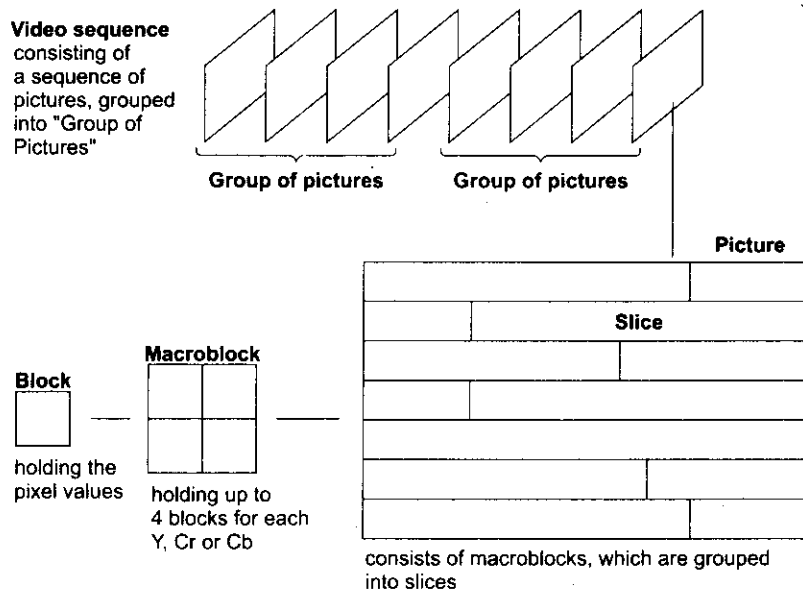 Video sequence
consisting of
a sequence of
pictures, grouped
into "Group of
Pictures"
Group of pictures
Group of pictures
Picture
Slice
Macroblock
Block
holding the
pixel values
holding up to
4 blocks for each
Y, Cr or Cb
consists of macroblocks, which are grouped
into slices